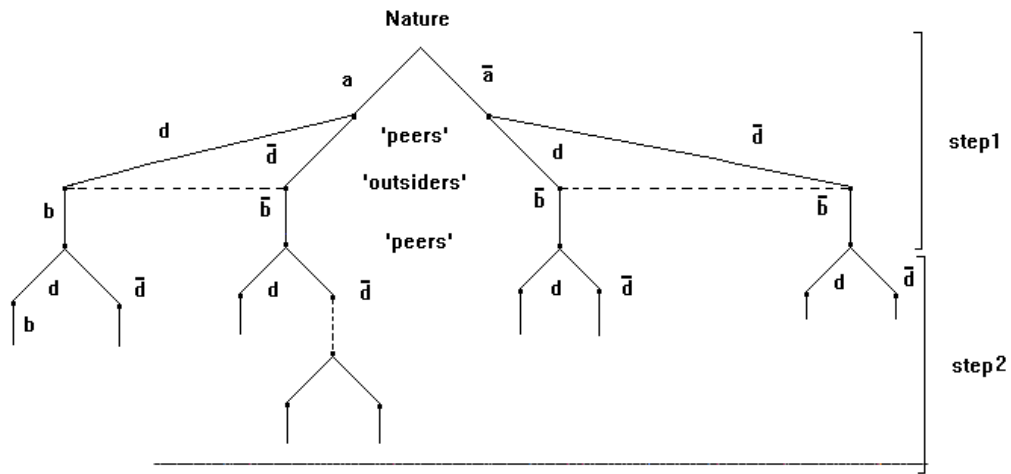 Nature
a ā
d d̄ 'peers' d d̄ step1
'outsiders'
b b̄ b̄ b̄
'peers'
d d̄ d d̄ d d̄ d d̄
b
step2